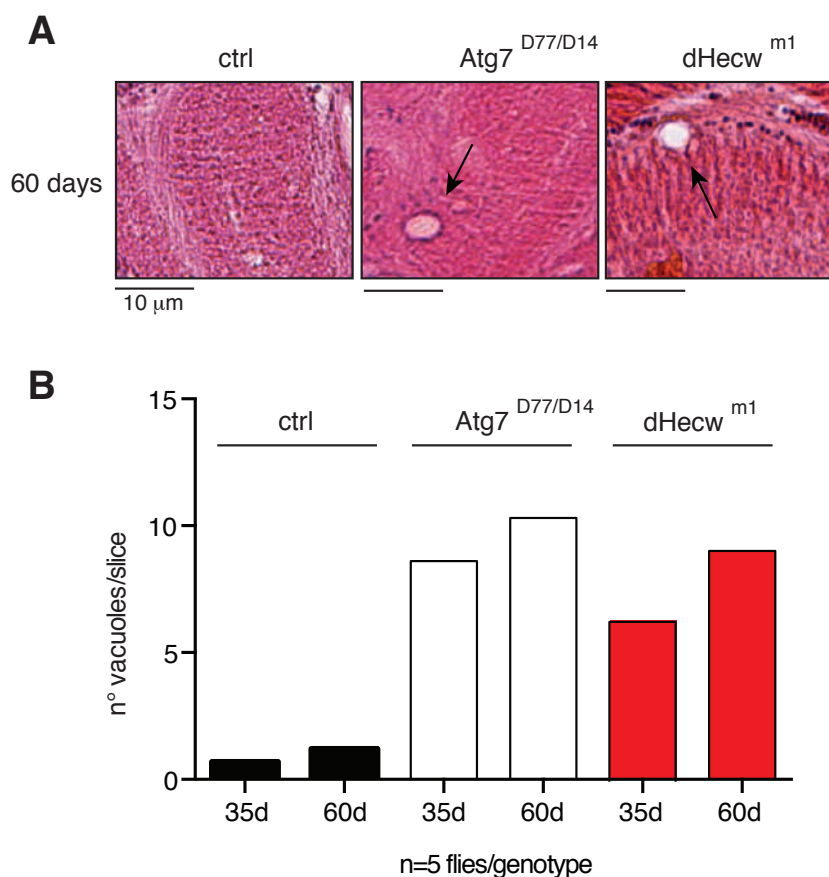 A
ctrl
Atg7 D77/D14
dHecw m1
60 days
10 μm
B
15
10
5
0
n° vacuoles/slice
ctrl
Atg7 D77/D14
dHecw m1
35d 60d 35d 60d 35d 60d
n=5 flies/genotype